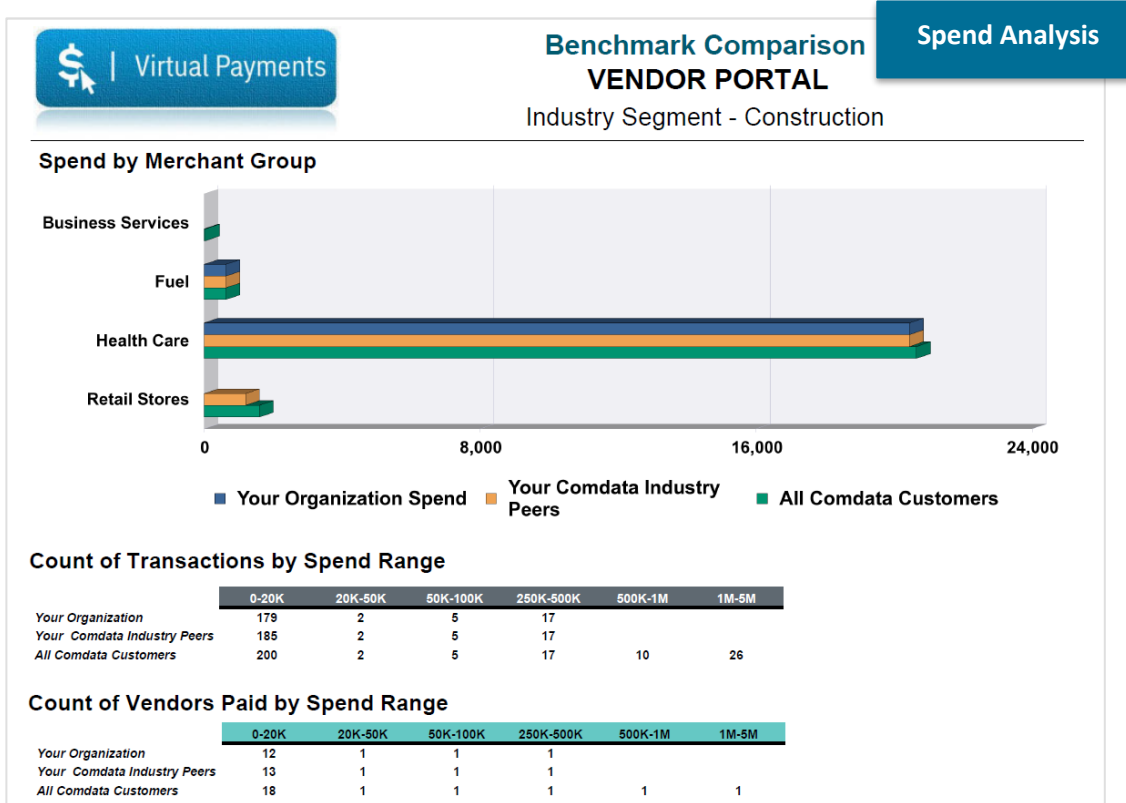 Spend Analysis
$ | Virtual Payments
Benchmark Comparison
VENDOR PORTAL
Industry Segment - Construction
Spend by Merchant Group
Business Services
Fuel
Health Care
Retail Stores
0 8,000 16,000 24,000
Your Organization Spend Your Comdata Industry Peers All Comdata Customers
Count of Transactions by Spend Range
0-20K 20K-50K 50K-100K 250K-500K 500K-1M 1M-5M
Your Organization 179 2 5 17
Your Comdata Industry Peers 185 2 5 17
All Comdata Customers 200 2 5 17 10 26
Count of Vendors Paid by Spend Range
0-20K 20K-50K 50K-100K 250K-500K 500K-1M 1M-5M
Your Organization 12 1 1 1
Your Comdata Industry Peers 13 1 1 1
All Comdata Customers 18 1 1 1 1 1